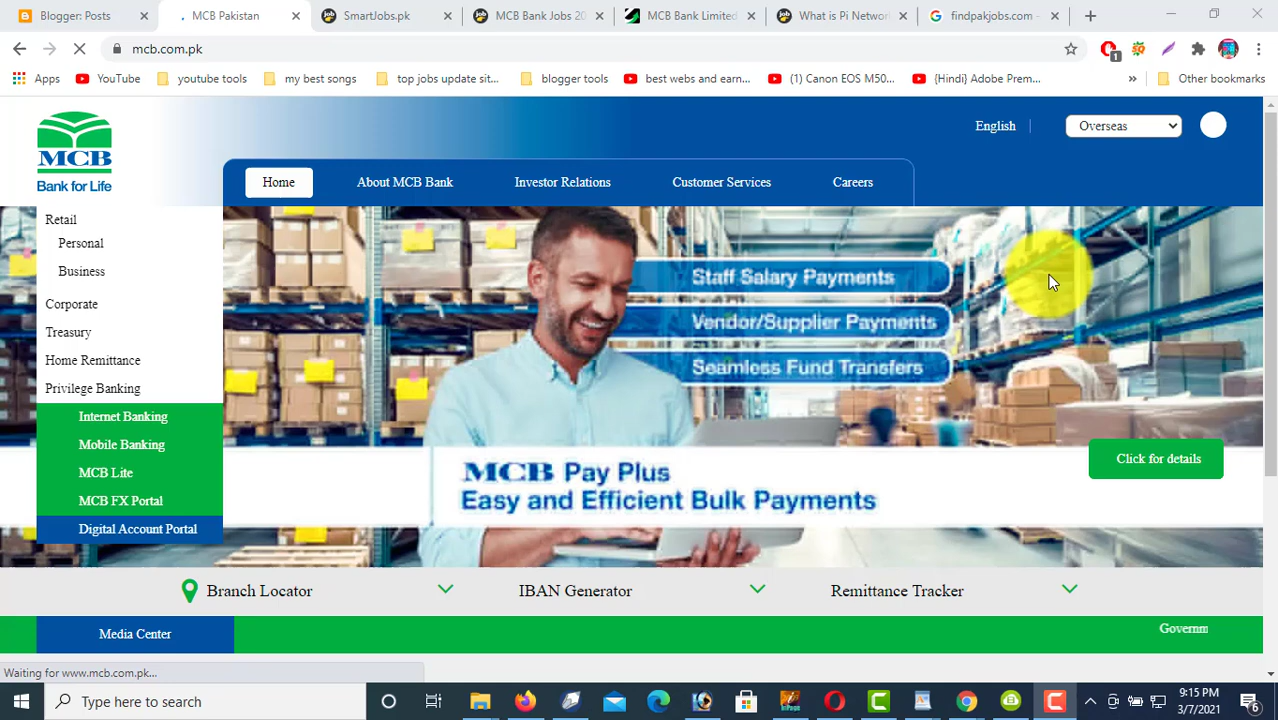 Blogger: Posts
MCB Pakistan
SmartJobs.pk
MCB Bank Jobs 20
MCB Bank Limited
What is Pi Networ
findpakjobs.com -
mcb.com.pk
1
Apps
YouTube
youtube tools
my best songs
top jobs update sit...
blogger tools
best webs and earn...
(1) Canon EOS M50...
{Hindi} Adobe Prem...
»
Other bookmarks
MCB
Bank for Life
English
Overseas
Home
About MCB Bank
Investor Relations
Customer Services
Careers
Retail
Personal
Business
Corporate
Treasury
Home Remittance
Privilege Banking
Internet Banking
Mobile Banking
MCB Lite
MCB FX Portal
Digital Account Portal
Staff Salary Payments
Vendor/Supplier Payments
Seamless Fund Transfers
MCB Pay Plus
Easy and Efficient Bulk Payments
Click for details
Branch Locator
IBAN Generator
Remittance Tracker
Media Center
Governm
Waiting for www.mcb.com.pk...
Type here to search
9:15 PM
3/7/2021
6